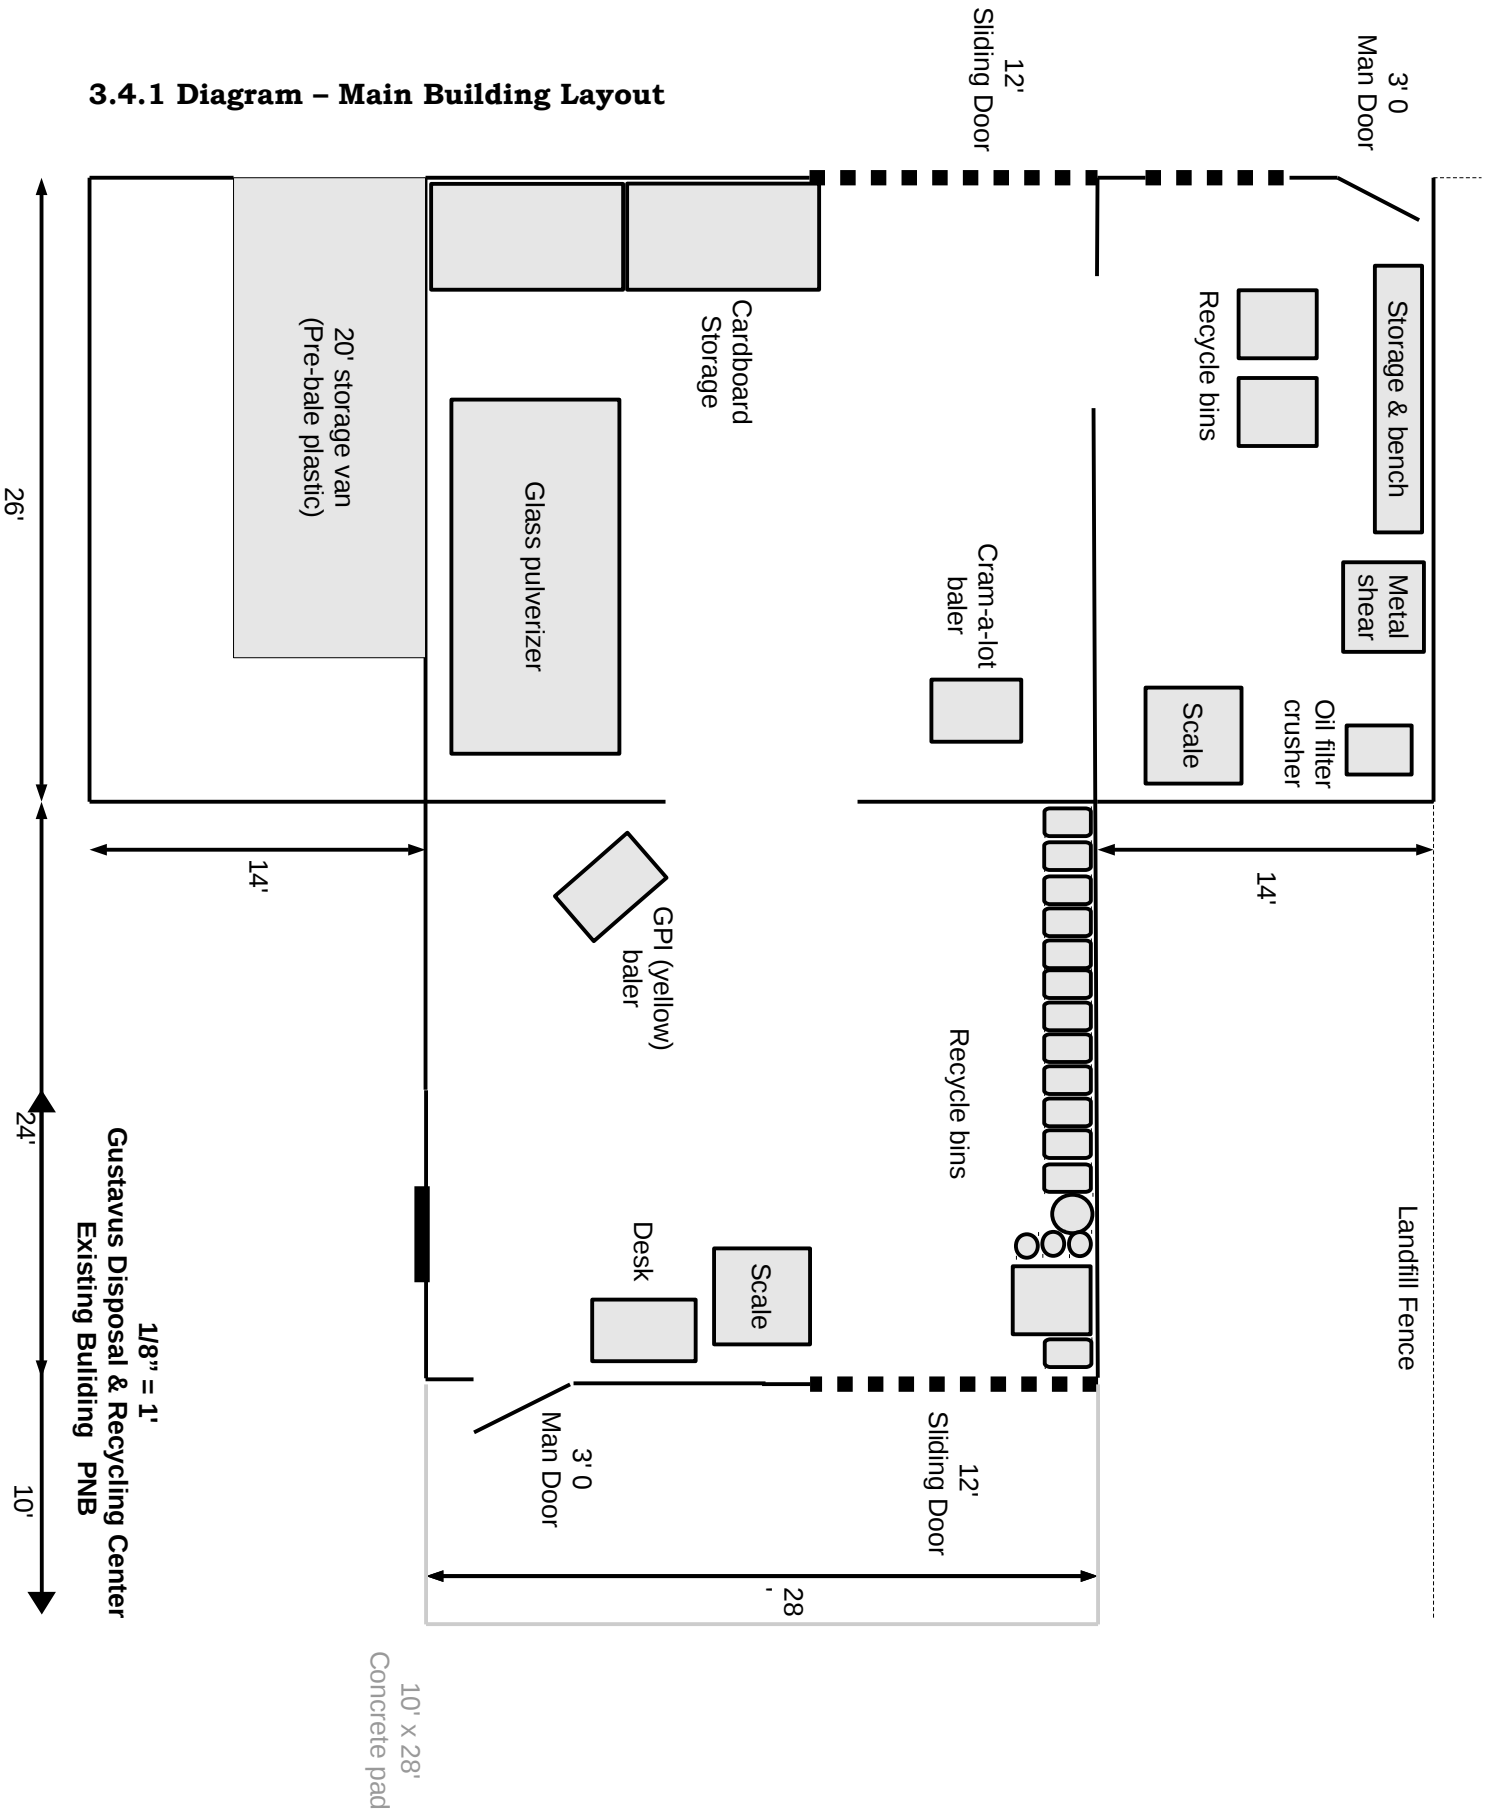 3.4.1 Diagram – Main Building Layout
12'
Sliding Door
3' 0
Man Door
Storage & bench
Recycle bins
Cardboard
Storage
20' storage van
(Pre-bale plastic)
26'
Glass pulverizer
Cram-a-lot
baler
Metal
shear
Scale
Oil filter
crusher
14'
14'
GPI (yellow)
baler
Recycle bins
24'
Desk
Scale
Landfill Fence
1/8” = 1'
Gustavus Disposal & Recycling Center
Existing Buliding PNB
3' 0
Man Door
12'
Sliding Door
10'
28
'
10' x 28'
Concrete pad